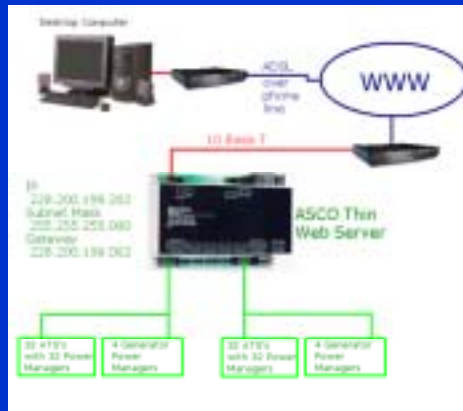 Desktop Computer
ADSL
over
phone
line
WWW
10 Base T
IP
Subnet Mask
Gateway
ASCO Thin
Web Server
32 ATS's
with 32 Power
Managers
4 Generator
Power
Managers
32 ATS's
with 32 Power
Managers
4 Generator
Power
Managers